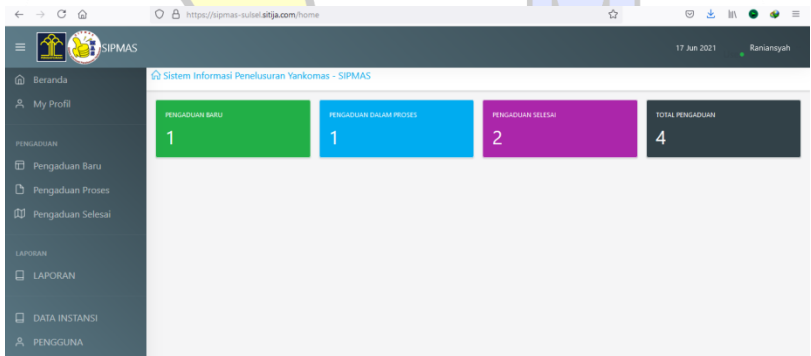 https://sipmas-sulsel.sitija.com/home
SIPMAS
17 Jun 2021
Raniansyah
Beranda
My Profil
PENGADUAN
Pengaduan Baru
Pengaduan Proses
Pengaduan Selesai
LAPORAN
LAPORAN
DATA INSTANSI
PENGGUNA
Sistem Informasi Penelusuran Yankomas - SIPMAS
PENGADUAN BARU
1
PENGADUAN DALAM PROSES
1
PENGADUAN SELESAI
2
TOTAL PENGADUAN
4